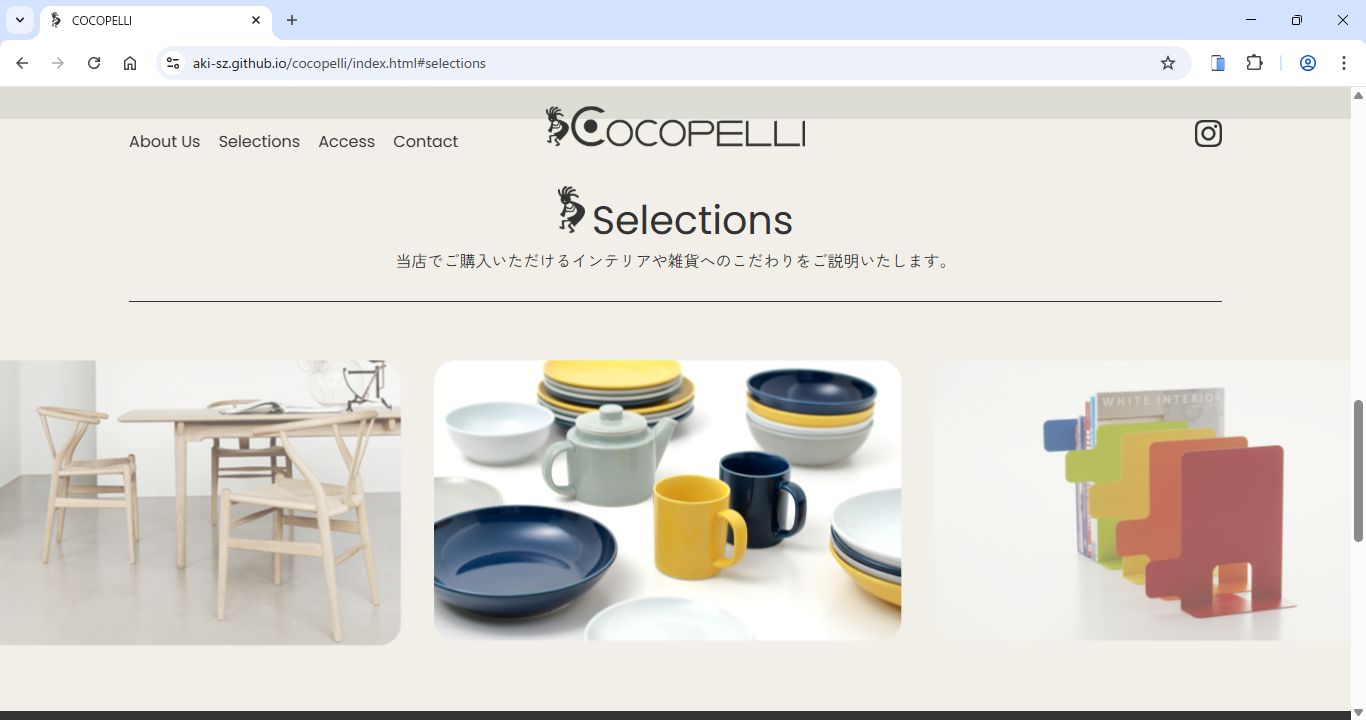 COCOPELLI
aki-sz.github.io/cocopelli/index.html#selections
About Us Selections Access Contact
COCOPELLI
Selections
当店でご購入いただけるインテリアや雑貨へのこだわりをご説明いたします。
WHITE INTERIOR